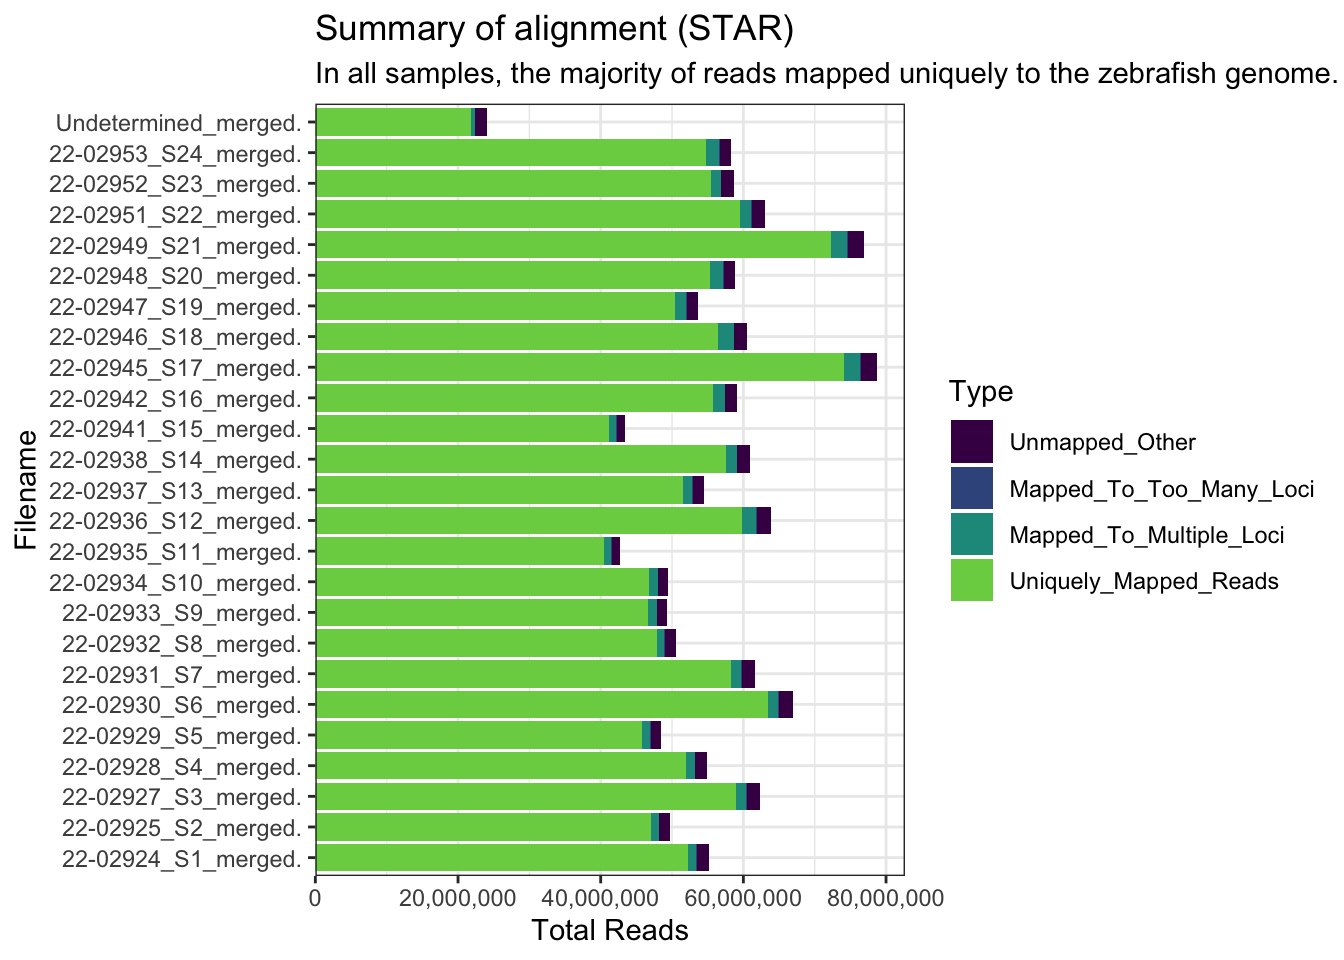 Summary of alignment (STAR)
In all samples, the majority of reads mapped uniquely to the zebrafish genome.
Undetermined_merged.
22-02953_S24_merged.
22-02952_S23_merged.
22-02951_S22_merged.
22-02949_S21_merged.
22-02948_S20_merged.
22-02947_S19_merged.
22-02946_S18_merged.
22-02945_S17_merged.
22-02942_S16_merged.
22-02941_S15_merged.
22-02938_S14_merged.
22-02937_S13_merged.
22-02936_S12_merged.
22-02935_S11_merged.
22-02934_S10_merged.
22-02933_S9_merged.
22-02932_S8_merged.
22-02931_S7_merged.
22-02930_S6_merged.
22-02929_S5_merged.
22-02928_S4_merged.
22-02927_S3_merged.
22-02925_S2_merged.
22-02924_S1_merged.
Filename
0 20,000,000 40,000,000 60,000,000 80,000,000
Total Reads
Type
Unmapped_Other
Mapped_To_Too_Many_Loci
Mapped_To_Multiple_Loci
Uniquely_Mapped_Reads